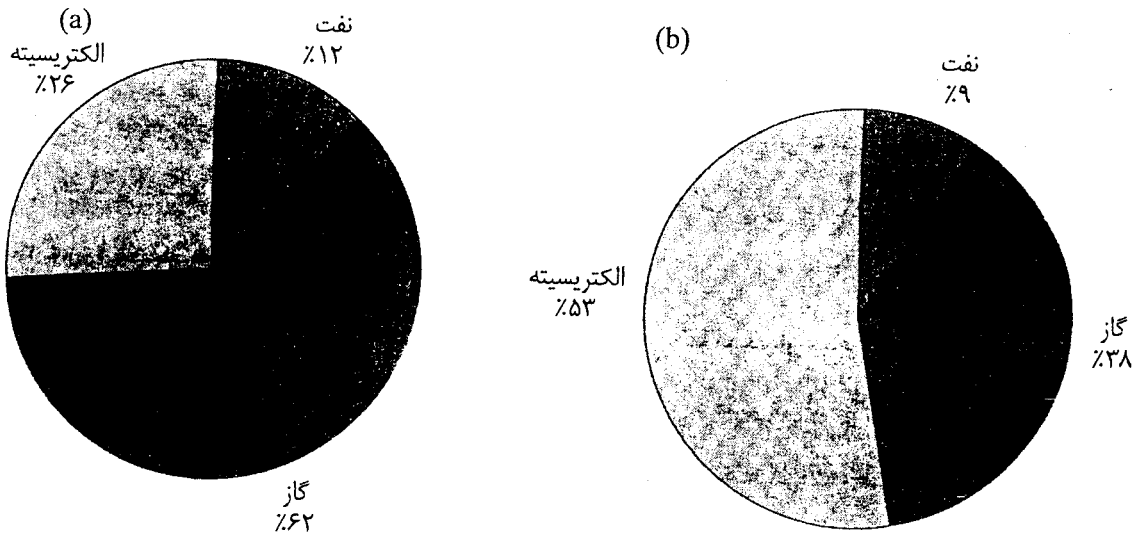 (a)
نفت
٪۱۲
الکتریسیته
٪۲۶
گاز
٪۶۲
(b)
نفت
٪۹
الکتریسیته
٪۵۳
گاز
٪۳۸